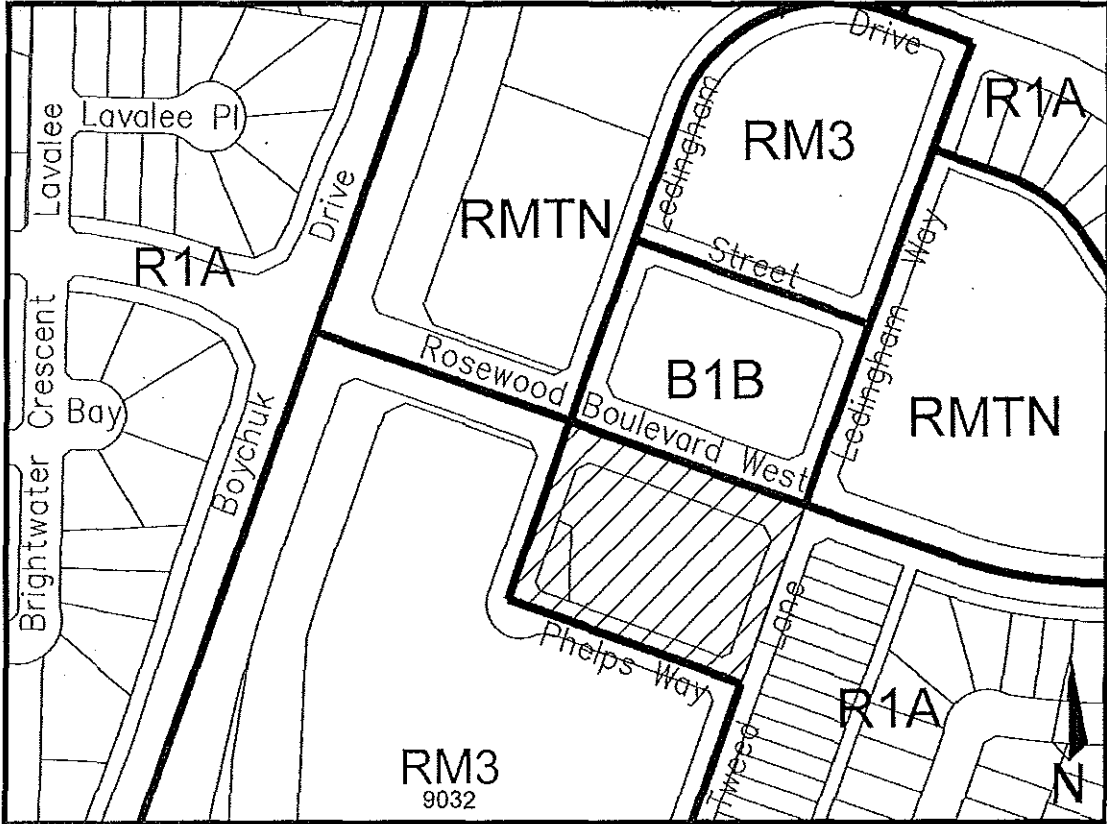 Drive
R1A
Lavalee Pl
Lavalee
Ledingham
RM3
Drive
RMTN
Street
Way
R1A
Crescent
Rosewood Boulevard West
B1B
Ledingham
RMTN
Bay
Boychuk
Brightwater
Lane
Phelps Way
R1A
Tweed
RM3
9032
N